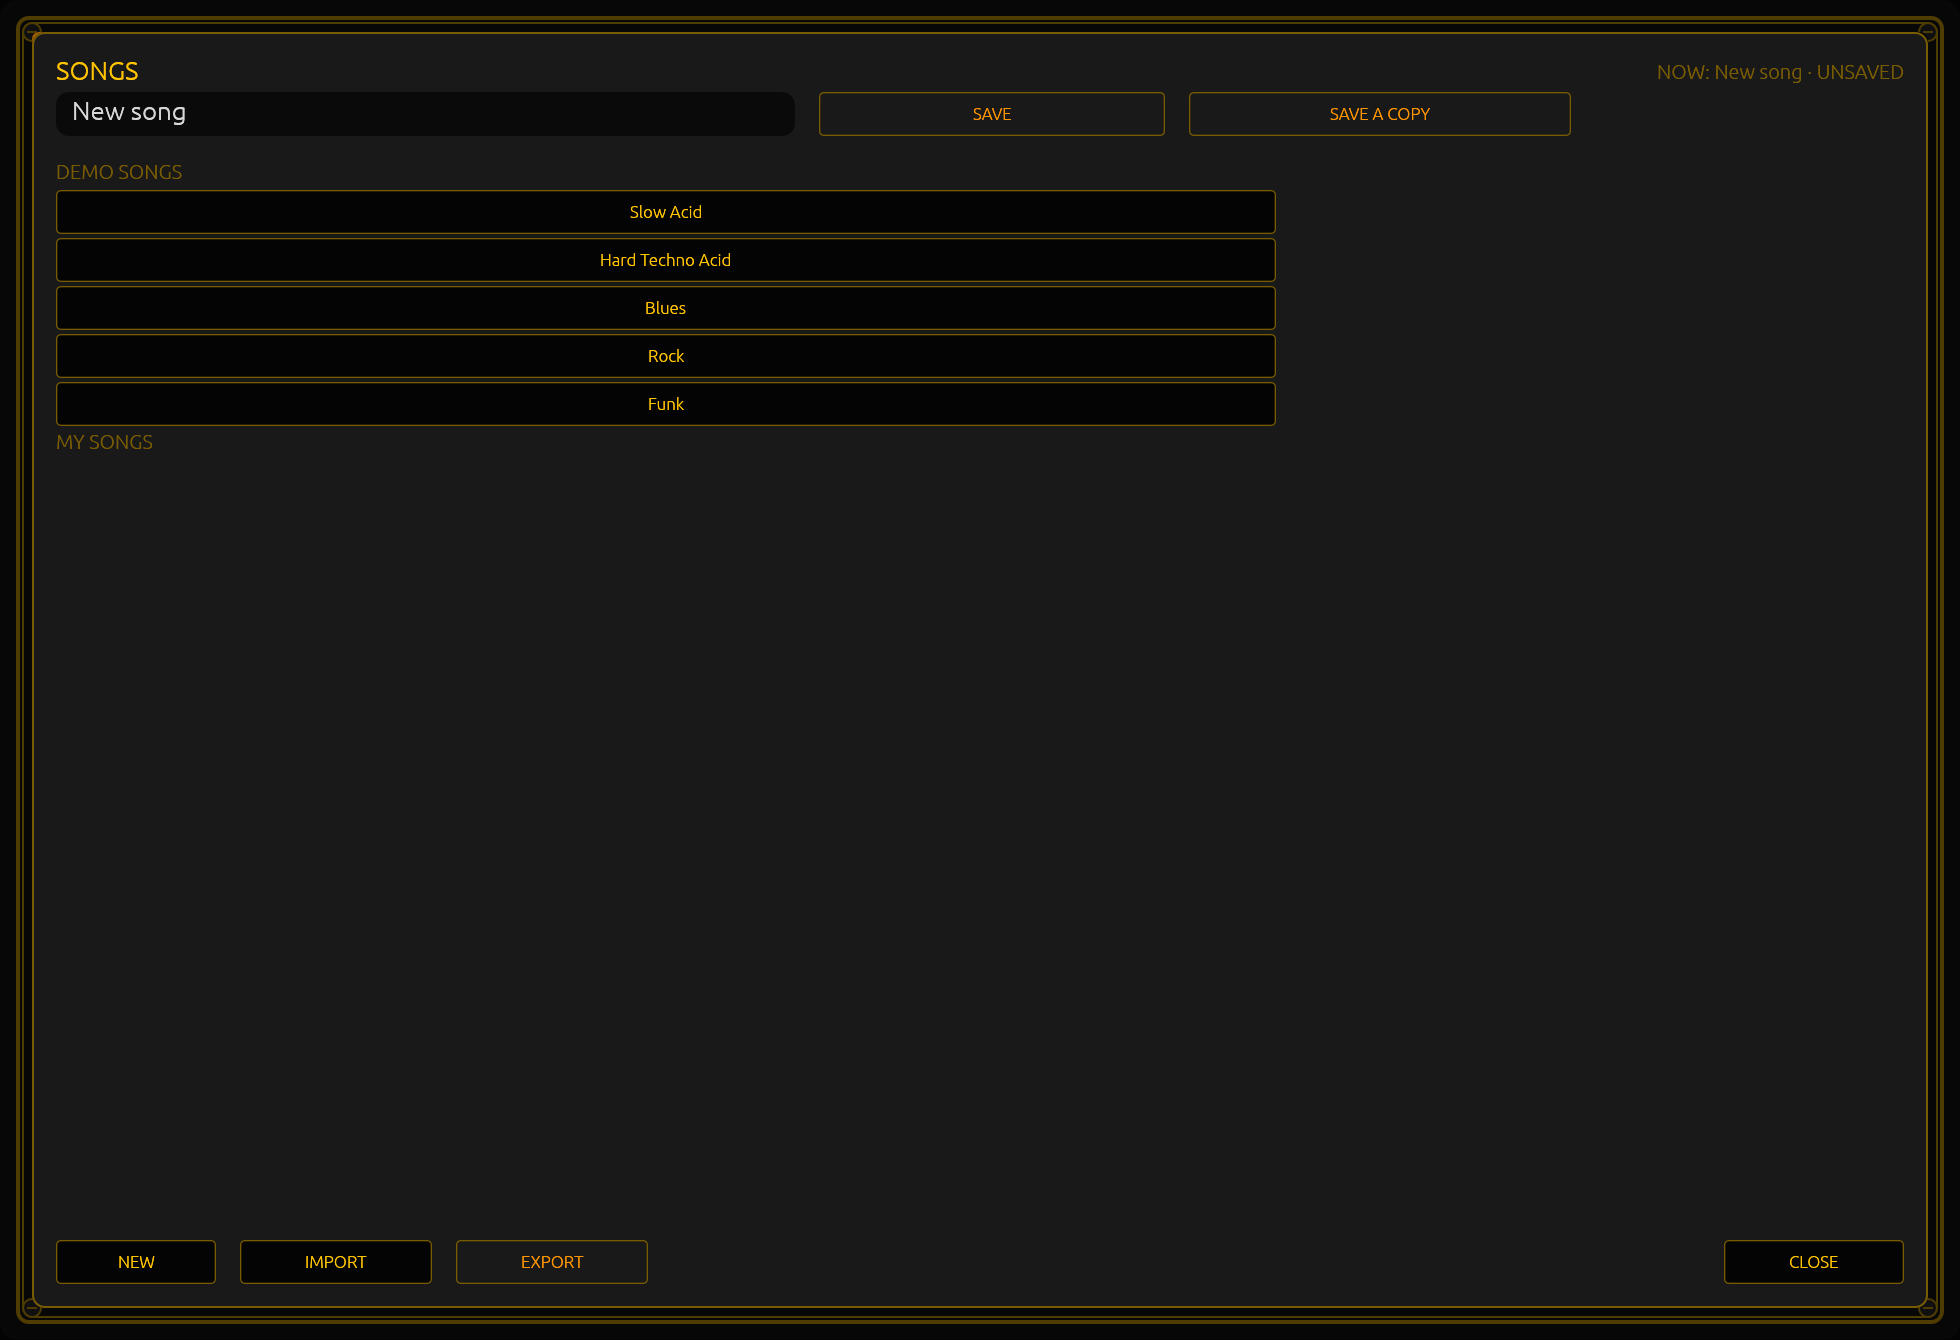 SONGS
NOW: New song · UNSAVED
New song
SAVE
SAVE A COPY
DEMO SONGS
Slow Acid
Hard Techno Acid
Blues
Rock
Funk
MY SONGS
NEW
IMPORT
EXPORT
CLOSE